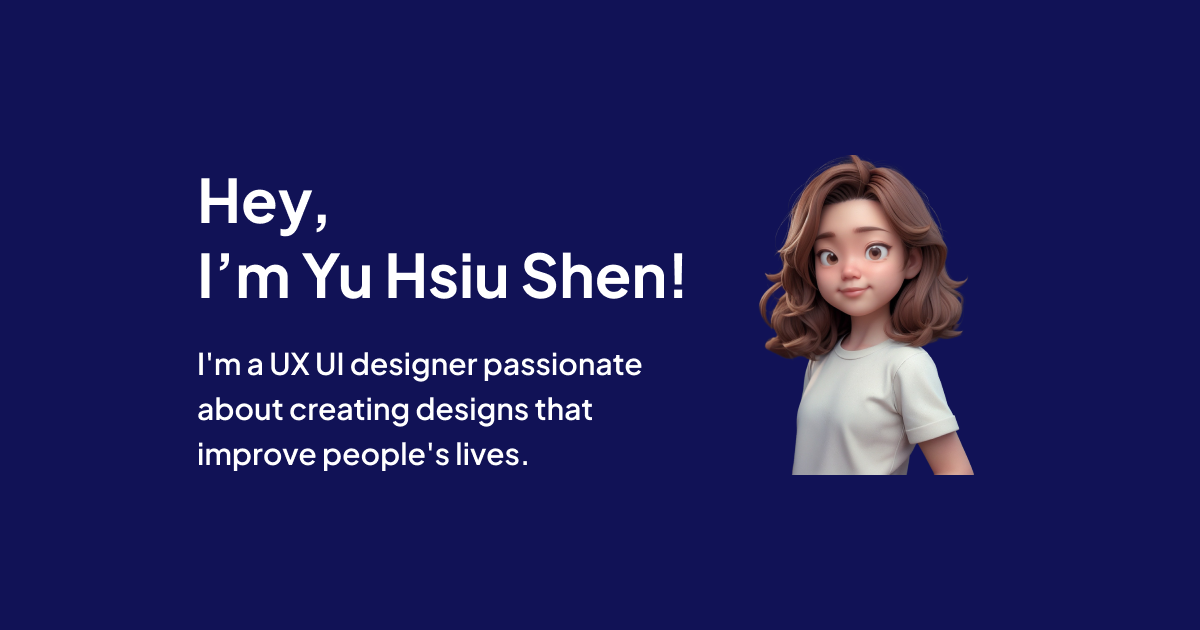 Hey,
I’m Yu Hsiu Shen!
I'm a UX UI designer passionate
about creating designs that
improve people's lives.